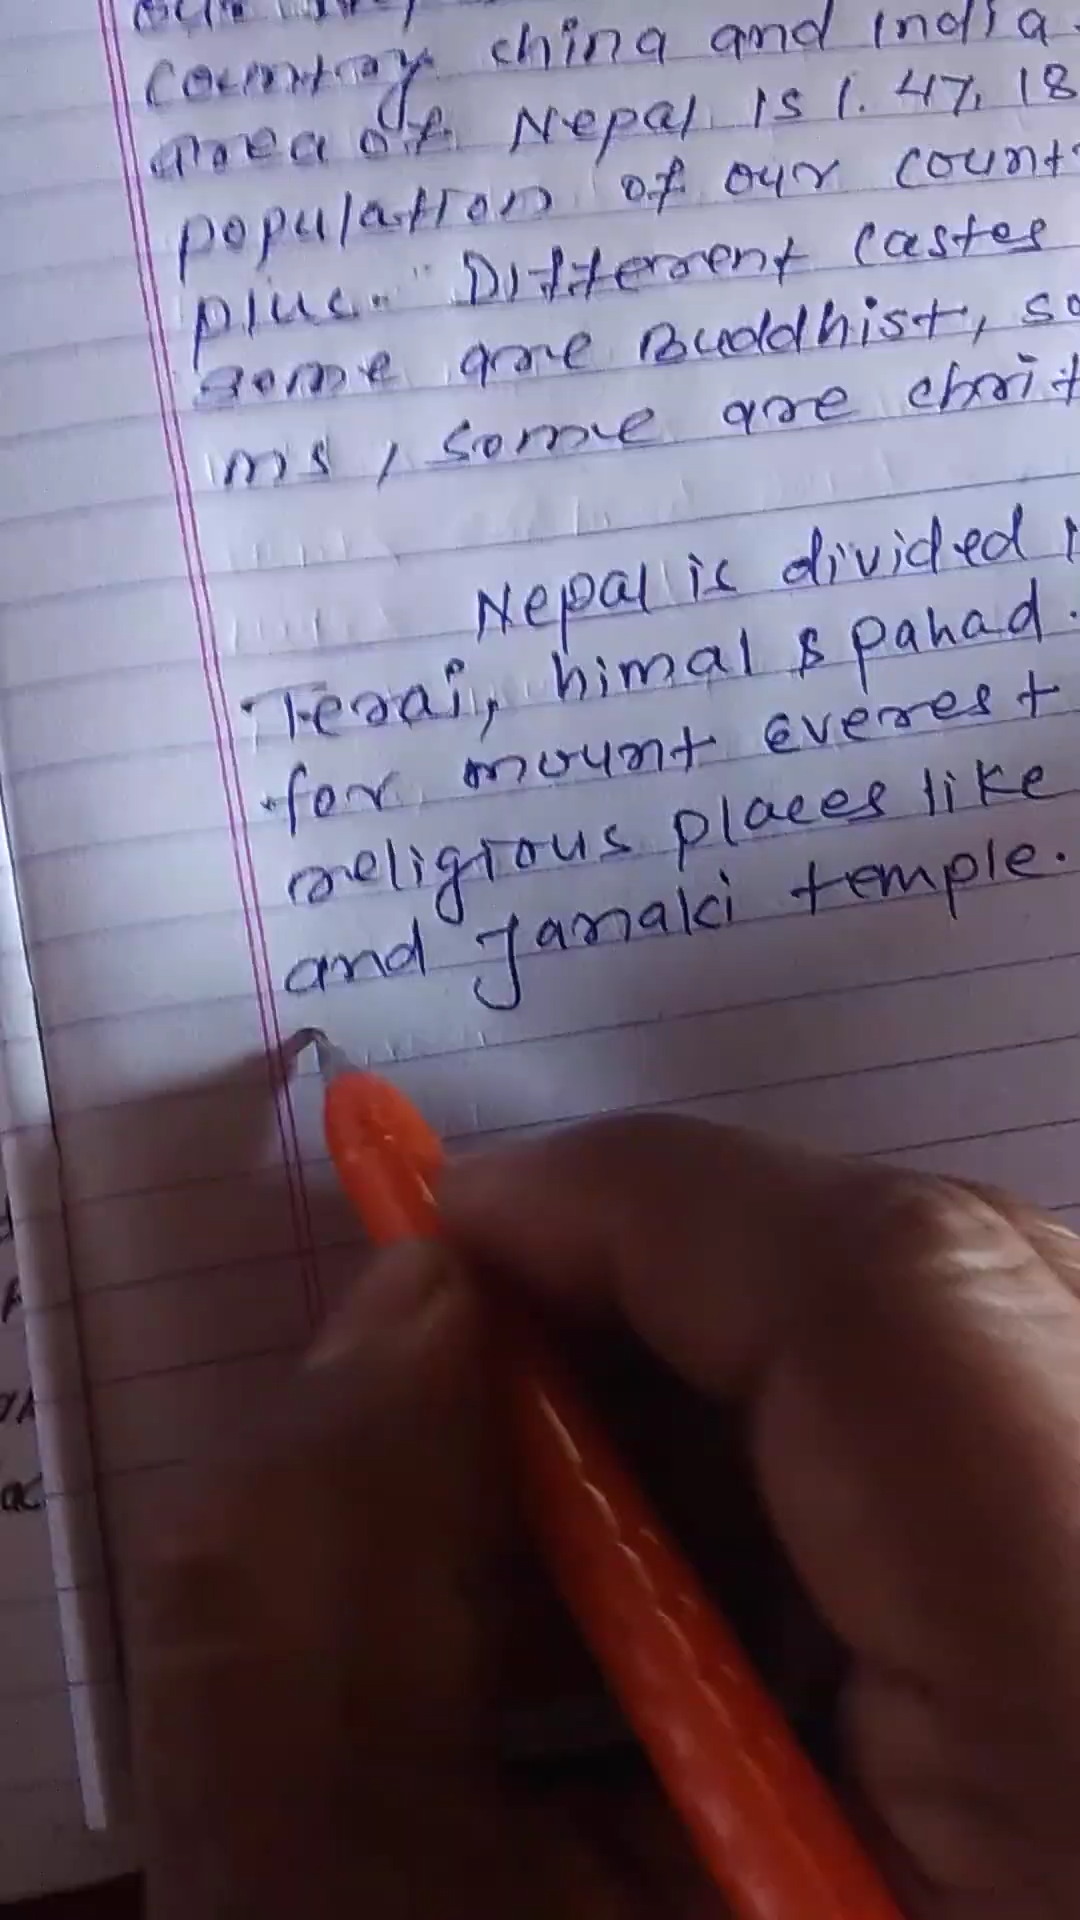 our
country china and india
area of Nepal is 1.47,18
population of our count
plus. Different castes
some are Buddhist, so
ms, some are chrit
Nepal is divided i
Terai, himal & pahad.
for mount everest
religious places like
and Janaki temple.